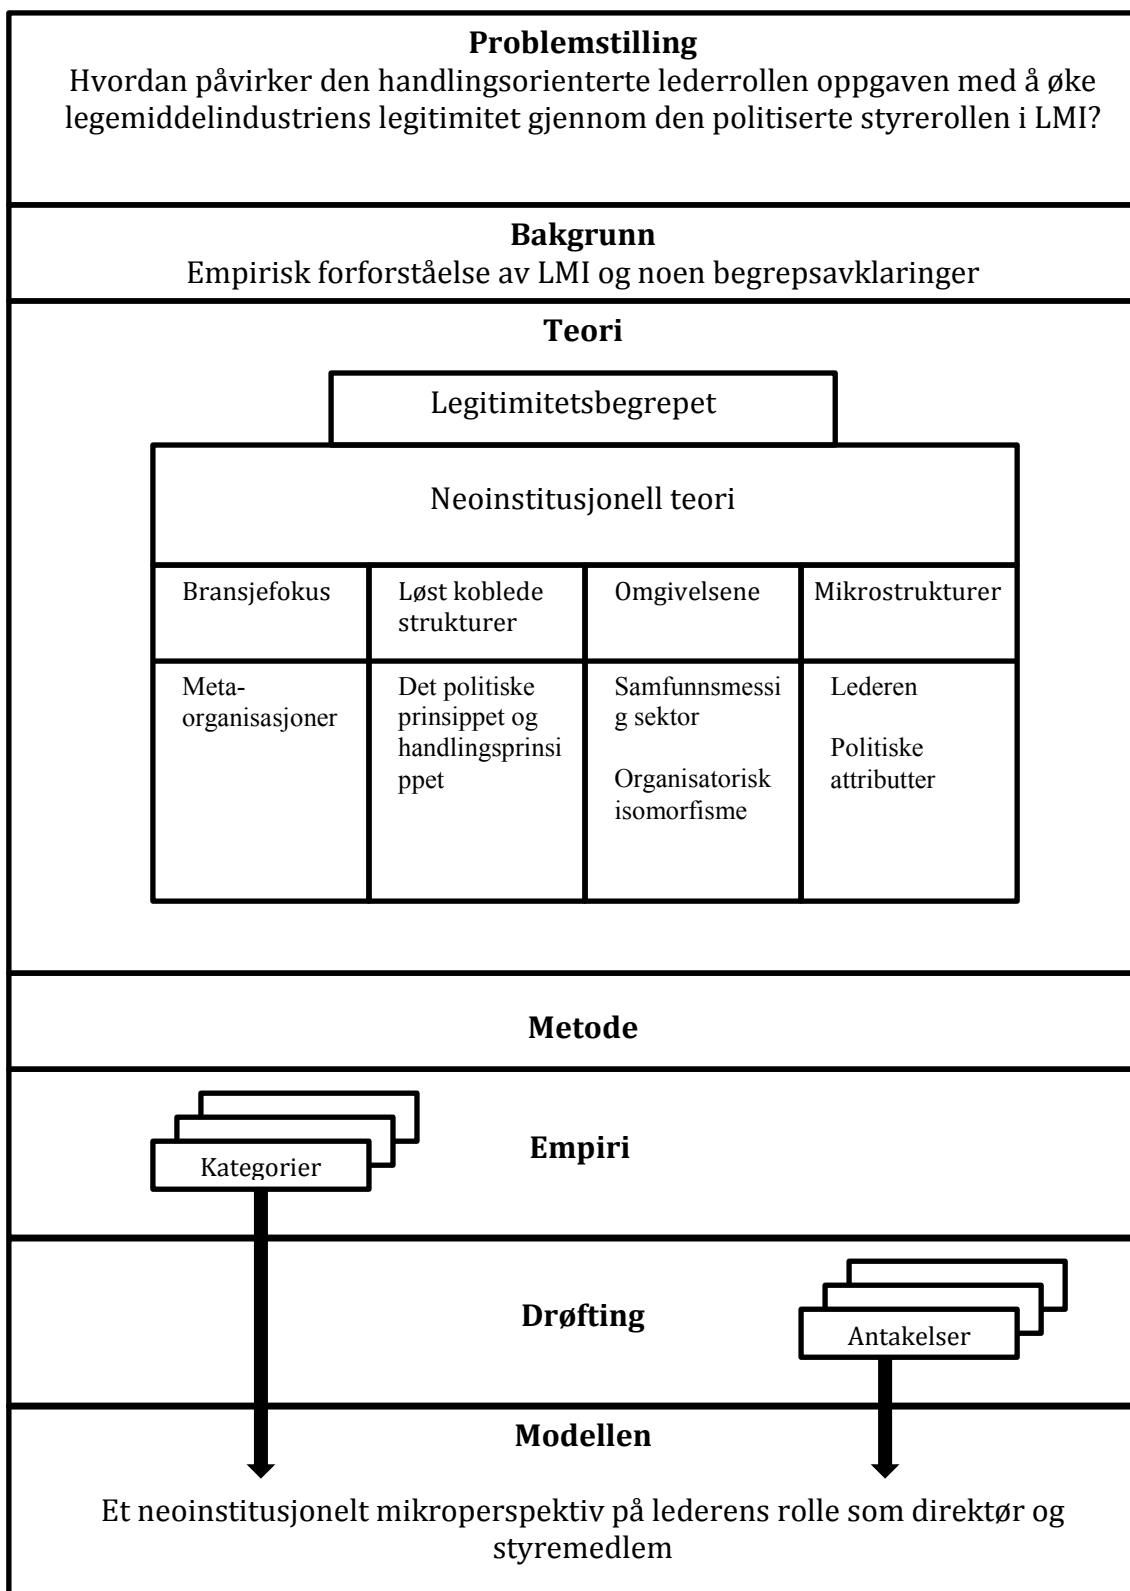 Problemstilling
Hvordan påvirker den handlingsorienterte lederrollen oppgaven med å øke
legemiddelindustriens legitimitet gjennom den politiserte styrerollen i LMI?
Bakgrunn
Empirisk forforståelse av LMI og noen begrepsavklaringer
Teori
Legitimitetsbegrepet
Neoinstitusjonell teori
Bransjefokus
Løst koblede
strukturer
Omgivelsene
Mikrostrukturer
Meta-
organisasjoner
Det politiske
prinsippet og
handlingsprinsi
ppet
Samfunnsmessi
g sektor
Organisatorisk
isomorfisme
Lederen
Politiske
attributter
Metode
Empiri
Kategorier
Drøfting
Antakelser
Modellen
Et neoinstitusjonelt mikroperspektiv på lederens rolle som direktør og
styremedlem